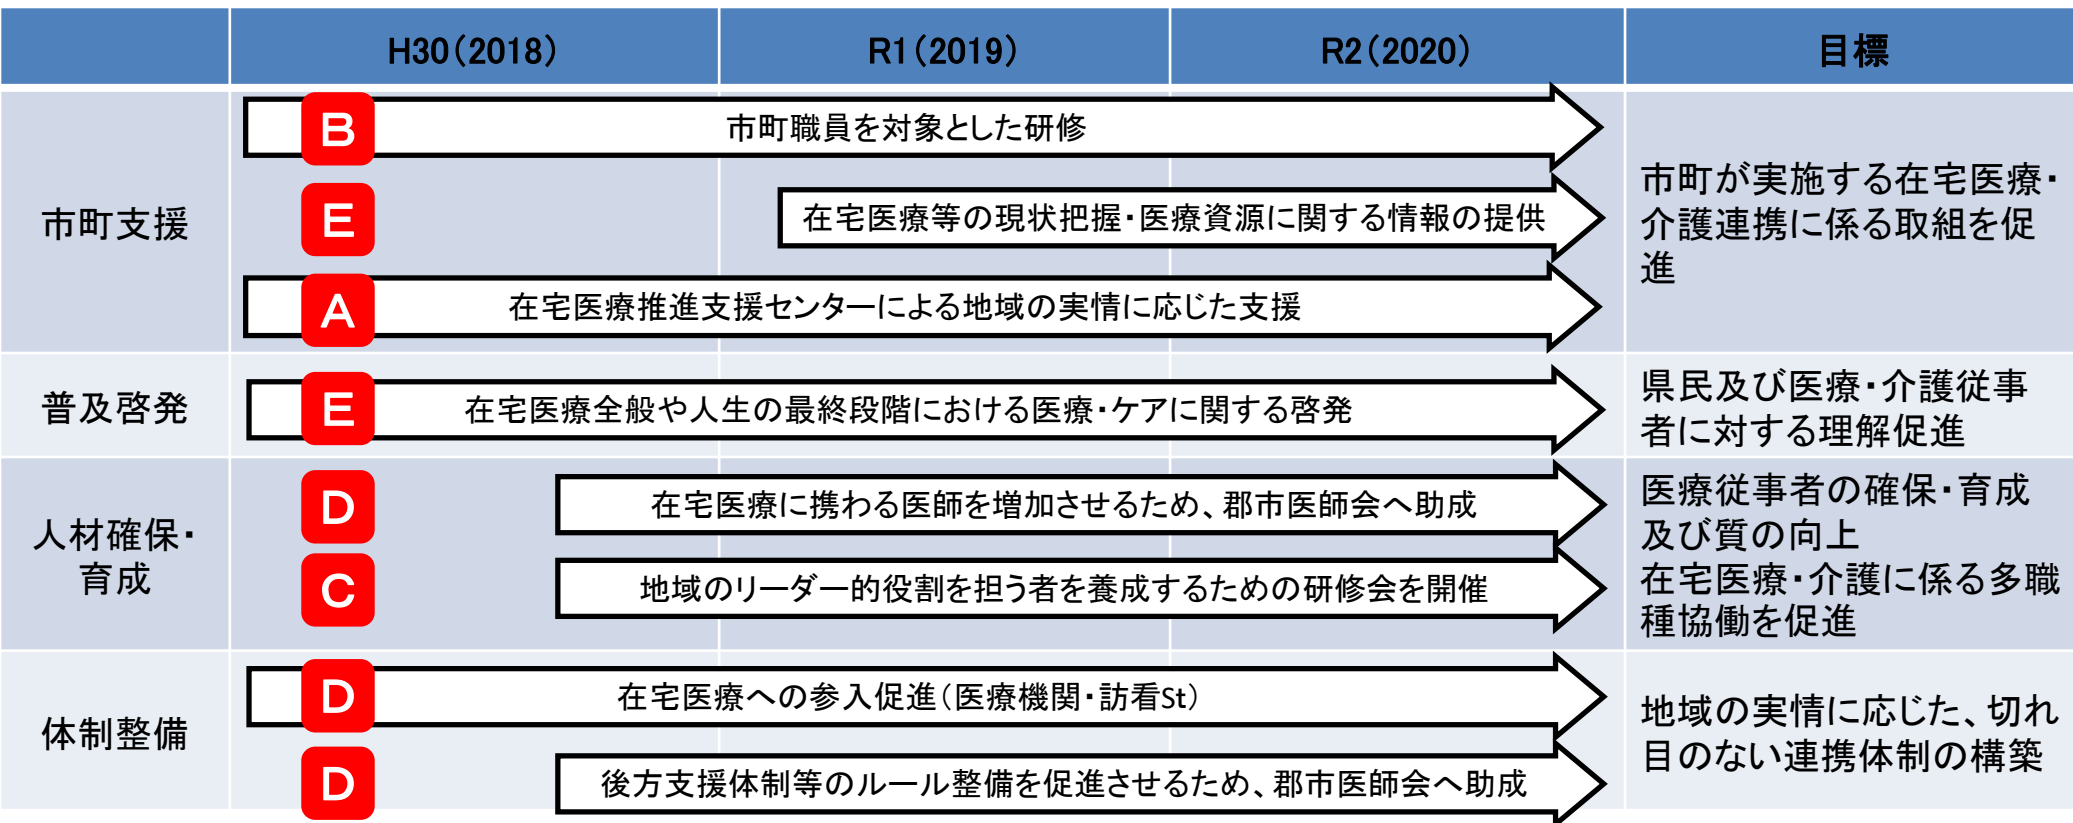 H30(2018)
R1(2019)
R2(2020)
目標
市町支援
B
市町職員を対象とした研修
E
在宅医療等の現状把握・医療資源に関する情報の提供
A
在宅医療推進支援センターによる地域の実情に応じた支援
市町が実施する在宅医療・
介護連携に係る取組を促
進
普及啓発
E
在宅医療全般や人生の最終段階における医療・ケアに関する啓発
県民及び医療・介護従事
者に対する理解促進
人材確保・
育成
D
在宅医療に携わる医師を増加させるため、郡市医師会へ助成
C
地域のリーダー的役割を担う者を養成するための研修会を開催
医療従事者の確保・育成
及び質の向上
在宅医療・介護に係る多職
種協働を促進
体制整備
D
在宅医療への参入促進(医療機関・訪看St)
D
後方支援体制等のルール整備を促進させるため、郡市医師会へ助成
地域の実情に応じた、切れ
目のない連携体制の構築